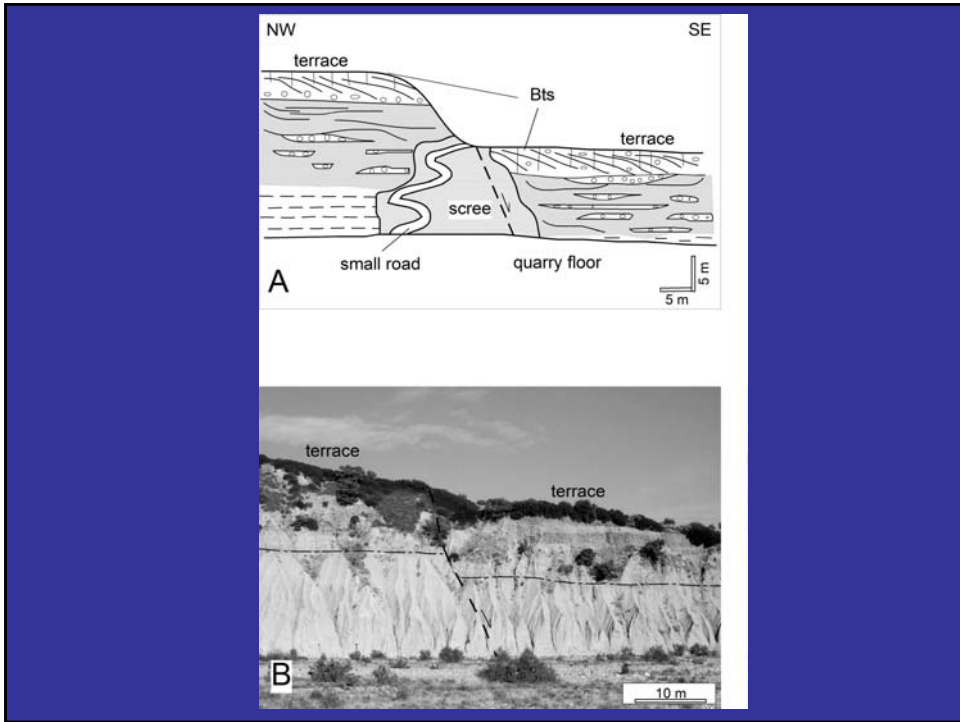 NW SE
terrace
Bts
terrace
scree
small road
quarry floor
A
5 m
5 m
terrace
terrace
B
10 m